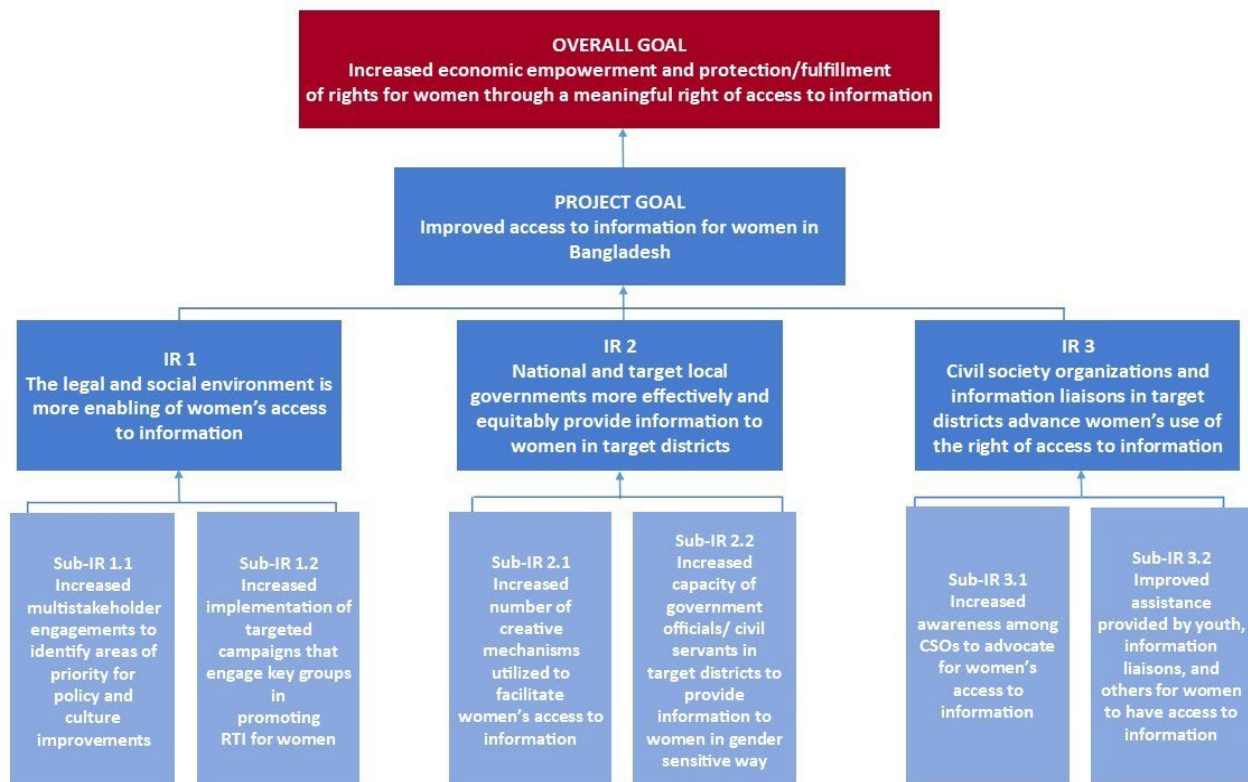 OVERALL GOAL
Increased economic empowerment and protection/fulfillment
of rights for women through a meaningful right of access to information
PROJECT GOAL
Improved access to information for women in
Bangladesh
IR 1
The legal and social environment is
more enabling of women’s access
to information
IR 2
National and target local
governments more effectively and
equitably provide information to
women in target districts
IR 3
Civil society organizations and
information liaisons in target
districts advance women’s use of
the right of access to information
Sub-IR 1.1
Increased
multistakeholder
engagements to
identify areas of
priority for
policy and
culture
improvements
Sub-IR 1.2
Increased
implementation of
targeted
campaigns that
engage key groups
in
promoting
RTI for women
Sub-IR 2.1
Increased
number of
creative
mechanisms
utilized to
facilitate
women’s access to
information
Sub-IR 2.2
Increased
capacity of
government
officials/ civil
servants in
target districts to
provide
information to
women in gender
sensitive way
Sub-IR 3.1
Increased
awareness among
CSOs to advocate
for women’s
access to
information
Sub-IR 3.2
Improved
assistance
provided by youth,
information
liaisons, and
others for women
to have access to
information